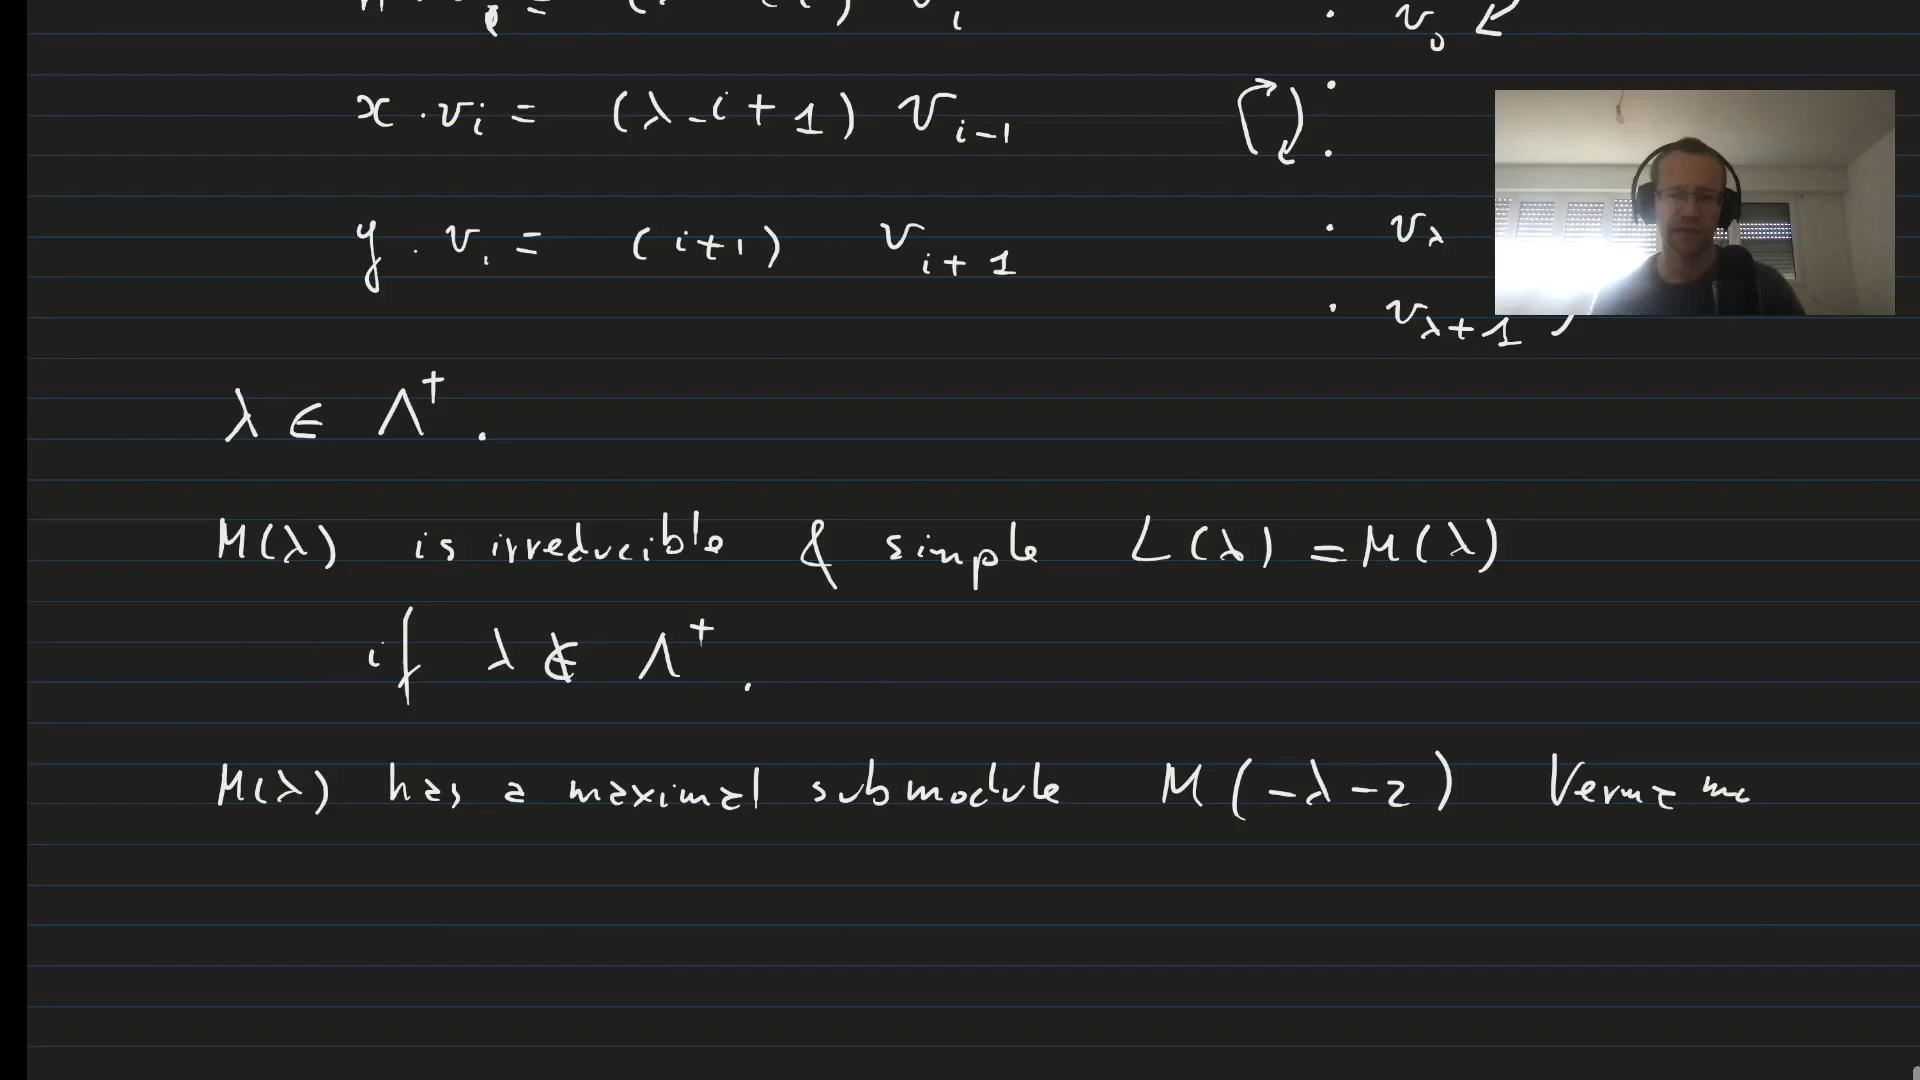 x · v_i = (λ - i + 1) v_{i-1}
y · v_i = (i+1) v_{i+1}
· v_0
· v_λ
· v_{λ+1}
λ ∈ Λ^+ .
M(λ) is irreducible & simple L(λ) = M(λ)
if λ ∉ Λ^+ .
M(λ) has a maximal submodule M(-λ-2) Verma mo